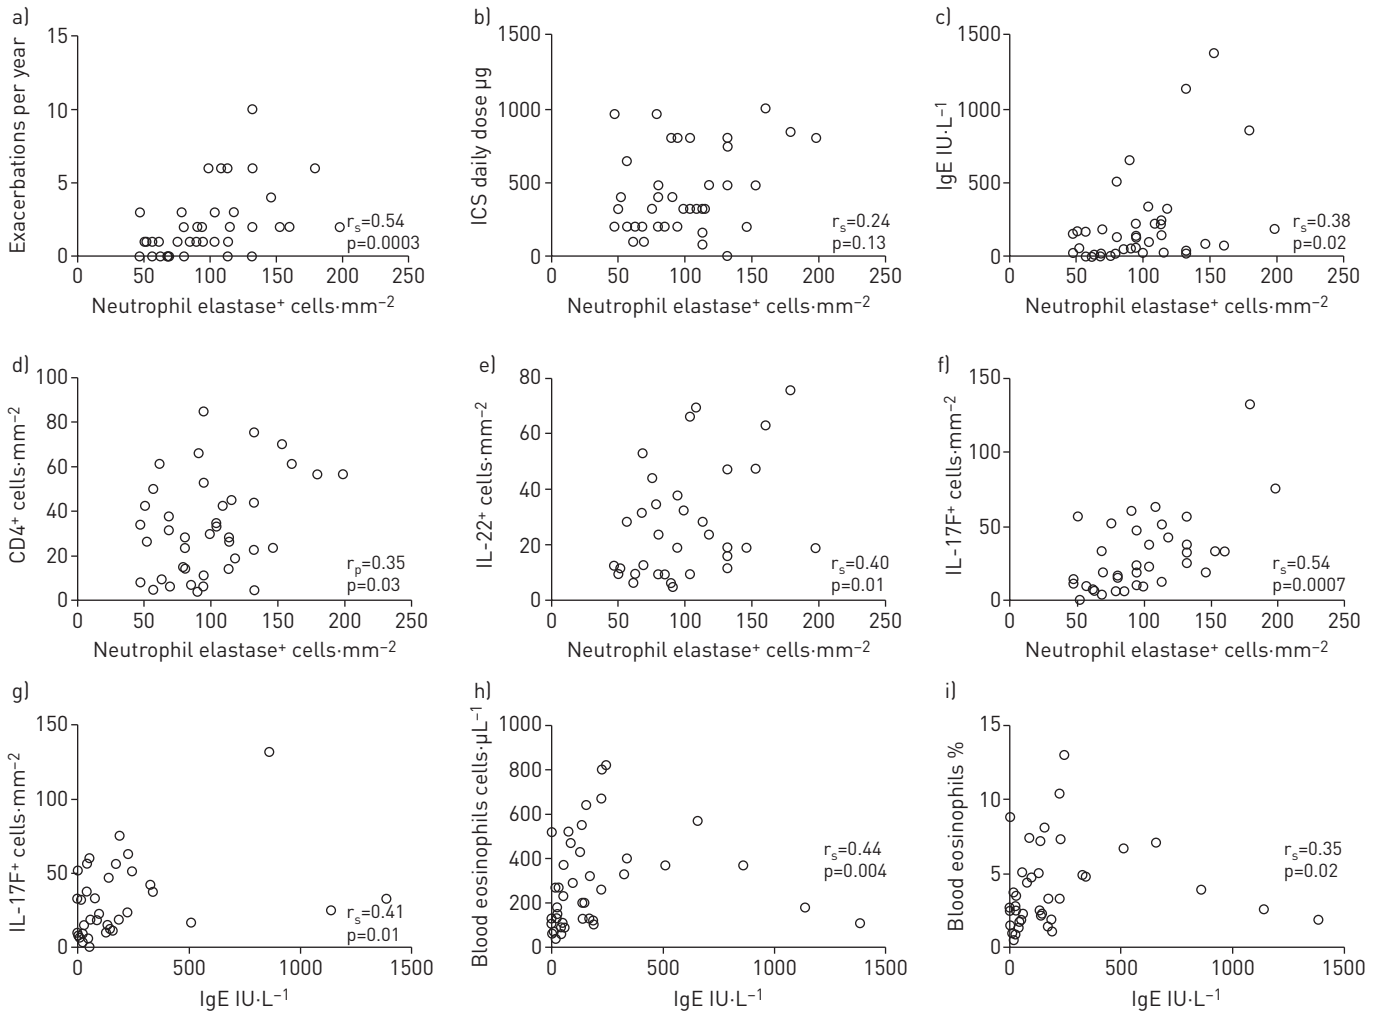 a)
Exacerbations per year
15
10
5
0
0 50 100 150 200 250
r_s=0.54
p=0.0003
Neutrophil elastase⁺ cells·mm⁻²
b)
ICS daily dose µg
1500
1000
500
0
0 50 100 150 200 250
r_s=0.24
p=0.13
Neutrophil elastase⁺ cells·mm⁻²
c)
IgE IU·L⁻¹
1500
1000
500
0
0 50 100 150 200 250
r_s=0.38
p=0.02
Neutrophil elastase⁺ cells·mm⁻²
d)
CD4⁺ cells·mm⁻²
100
80
60
40
20
0
0 50 100 150 200 250
r_p=0.35
p=0.03
Neutrophil elastase⁺ cells·mm⁻²
e)
IL-22⁺ cells·mm⁻²
80
60
40
20
0
0 50 100 150 200 250
r_s=0.40
p=0.01
Neutrophil elastase⁺ cells·mm⁻²
f)
IL-17F⁺ cells·mm⁻²
150
100
50
0
0 50 100 150 200 250
r_s=0.54
p=0.0007
Neutrophil elastase⁺ cells·mm⁻²
g)
IL-17F⁺ cells·mm⁻²
150
100
50
0
0 500 1000 1500
r_s=0.41
p=0.01
IgE IU·L⁻¹
h)
Blood eosinophils cells·µL⁻¹
1000
800
600
400
200
0
0 500 1000 1500
r_s=0.44
p=0.004
IgE IU·L⁻¹
i)
Blood eosinophils %
15
10
5
0
0 500 1000 1500
r_s=0.35
p=0.02
IgE IU·L⁻¹